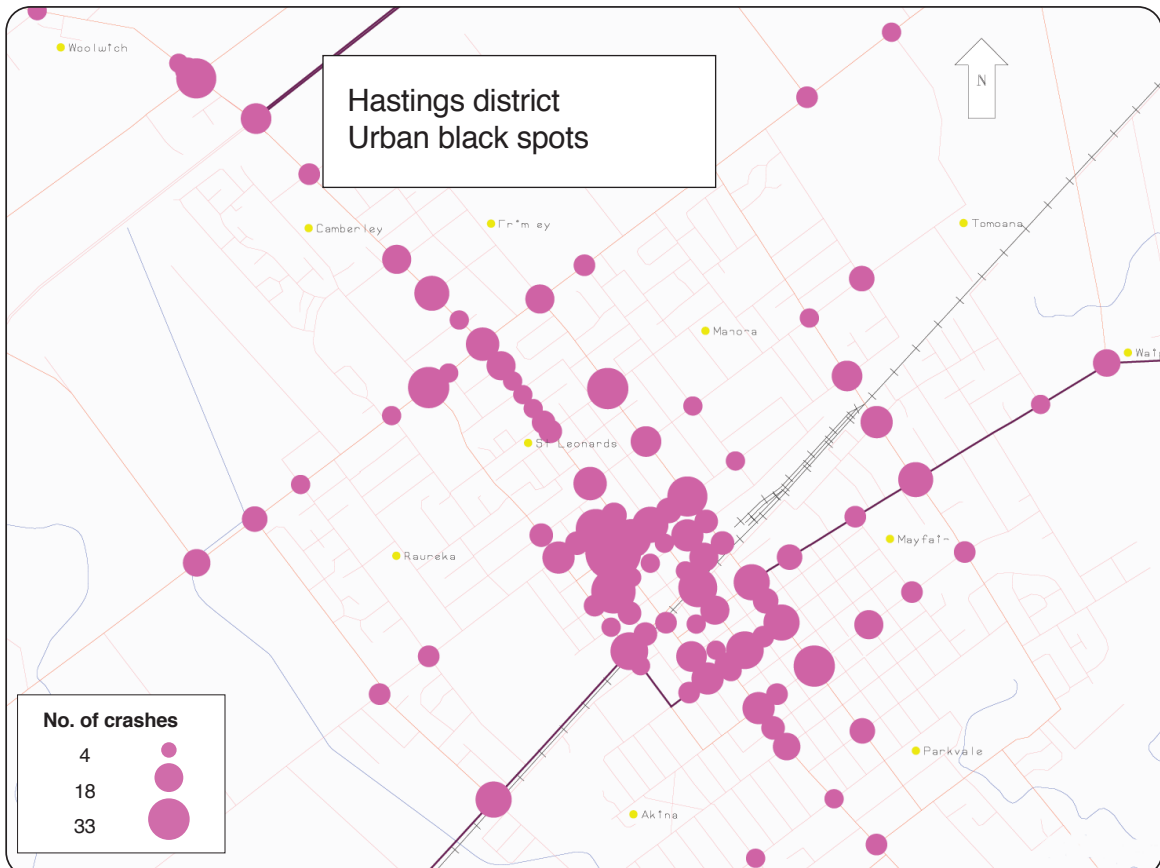 Woolwich
Hastings district
Urban black spots
N
Camberley
Frimley
Tomoana
Mahora
St Leonards
Raureka
Mayfair
Parkvale
Akina
No. of crashes
4
18
33